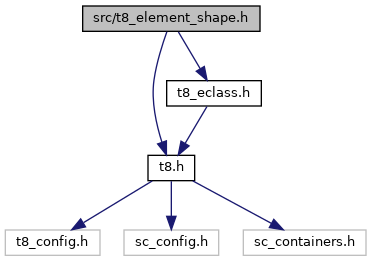 src/t8_element_shape.h
t8_eclass.h
t8.h
t8_config.h
sc_config.h
sc_containers.h